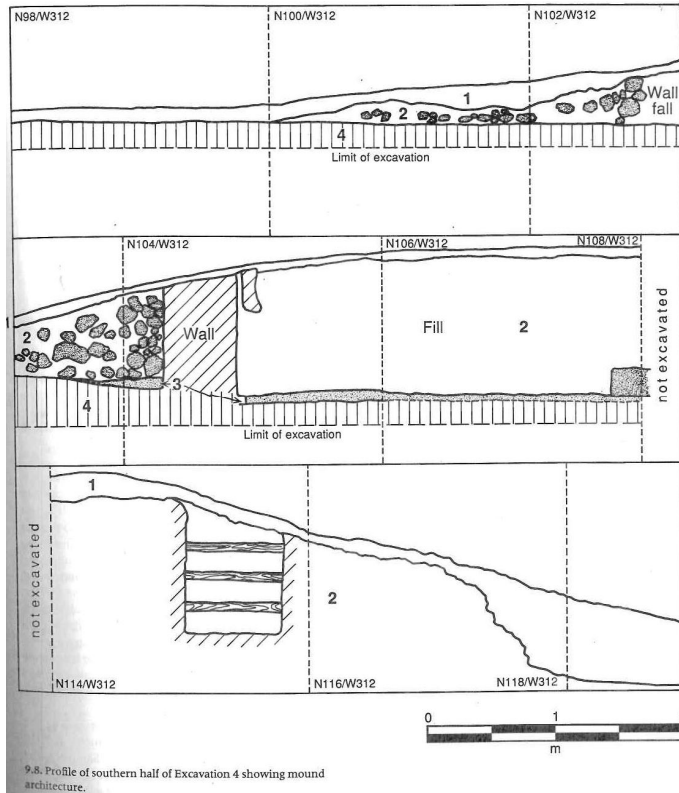 N98/W312 N100/W312 N102/W312
1
2
Wall
fall
4
Limit of excavation
N104/W312 N106/W312 N108/W312
1
2
Wall
Fill 2
3
4
not excavated
Limit of excavation
1
not excavated
2
N114/W312 N116/W312 N118/W312
0 1
m
9.8. Profile of southern half of Excavation 4 showing mound
architecture.